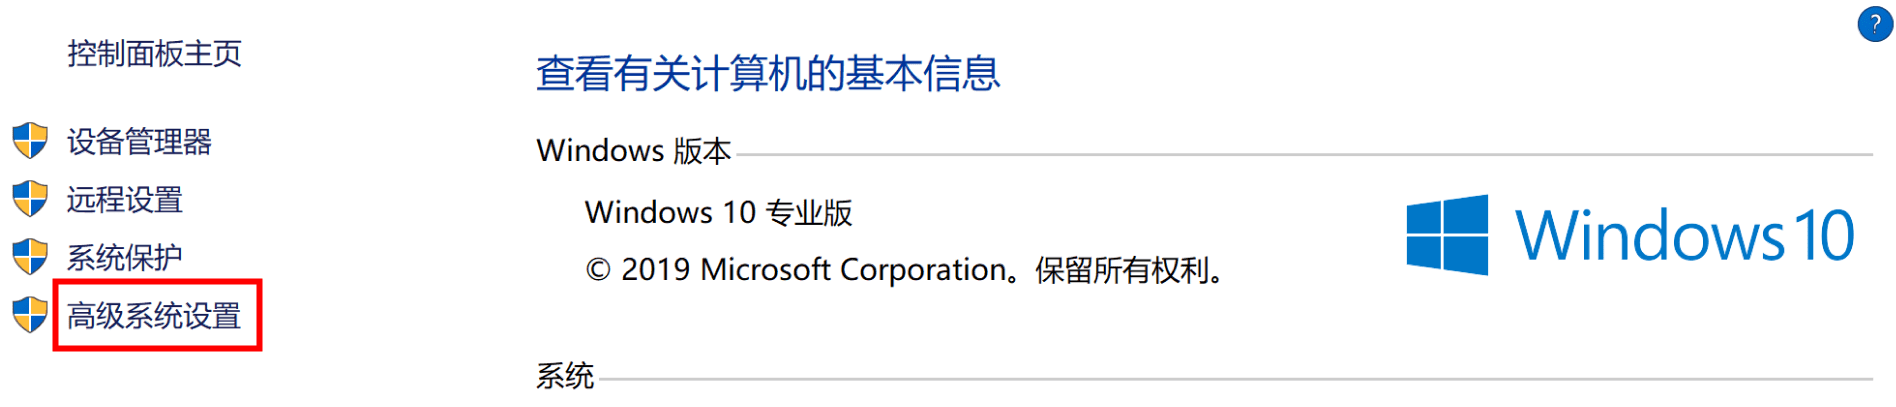 控制面板主页
设备管理器
远程设置
系统保护
高级系统设置
?
查看有关计算机的基本信息
Windows 版本
Windows 10 专业版
© 2019 Microsoft Corporation。保留所有权利。
Windows 10
系统